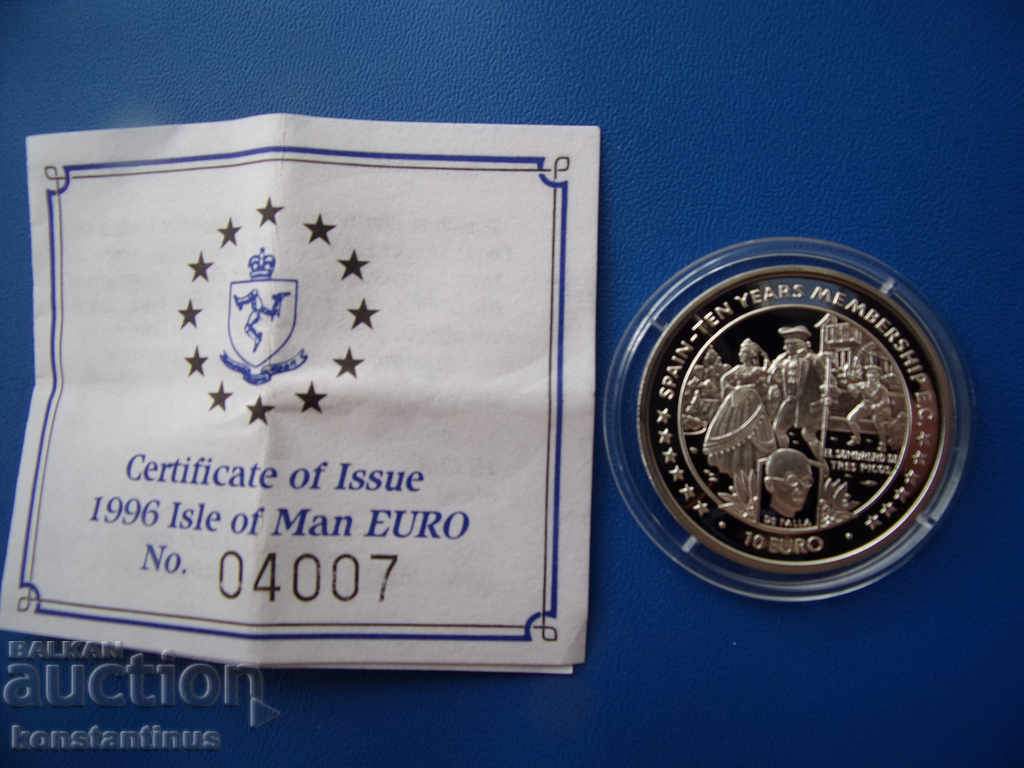 Certificate of Issue
1996 Isle of Man EURO
No. 04007
SPAIN-TEN YEARS MEMBERSHIP E.C.
EL SOMBRERO DE
TRES PICOS
DE FALLA
10 EURO
BALKAN
auction
konstantinus